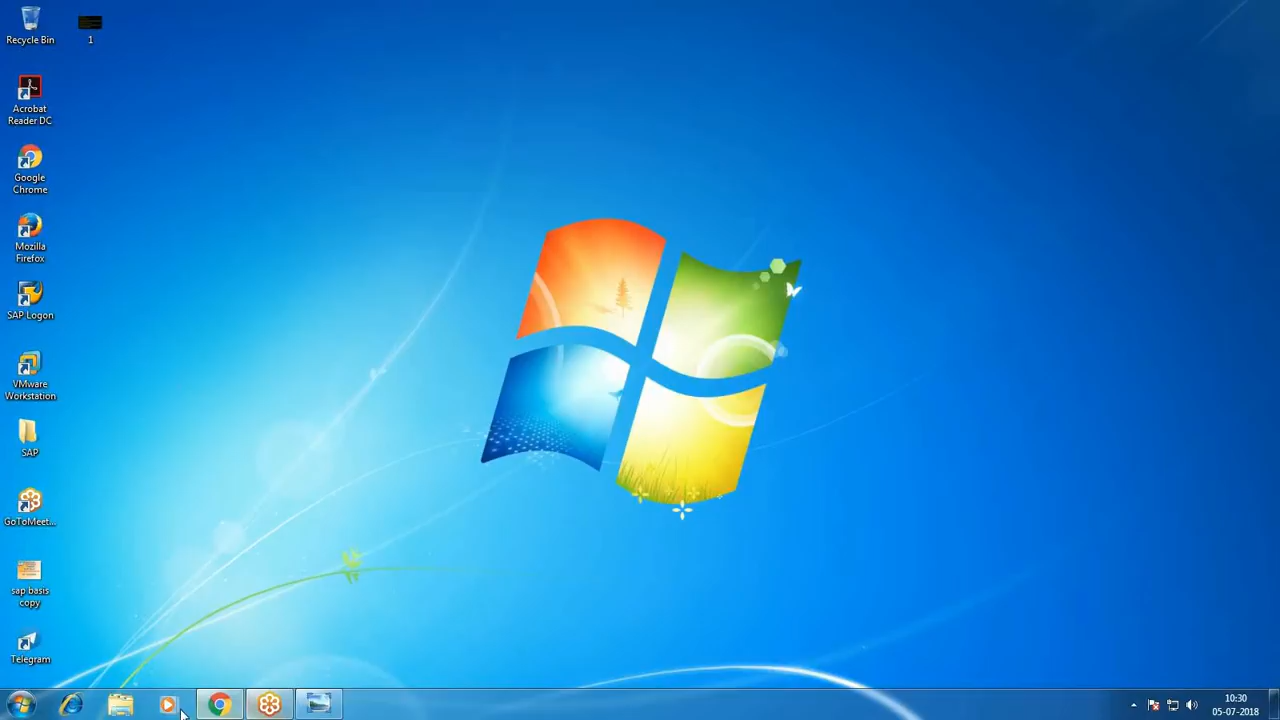 Recycle Bin
1
Acrobat
Reader DC
Google
Chrome
Mozilla
Firefox
SAP Logon
VMware
Workstation
SAP
GoToMeet...
sap basis
copy
Telegram
10:30
05-07-2018